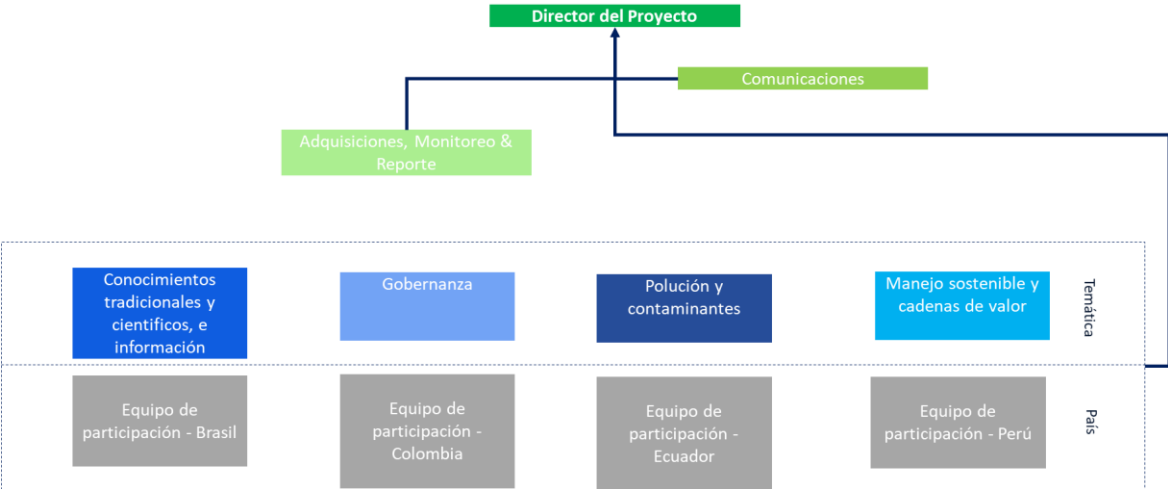 Director del Proyecto
Comunicaciones
Adquisiciones, Monitoreo &
Reporte
Conocimientos
tradicionales y
cientificos, e
información
Gobernanza
Polución y
contaminantes
Manejo sostenible y
cadenas de valor
Temática
Equipo de
participación - Brasil
Equipo de
participación -
Colombia
Equipo de
participación -
Ecuador
Equipo de
participación - Perú
País